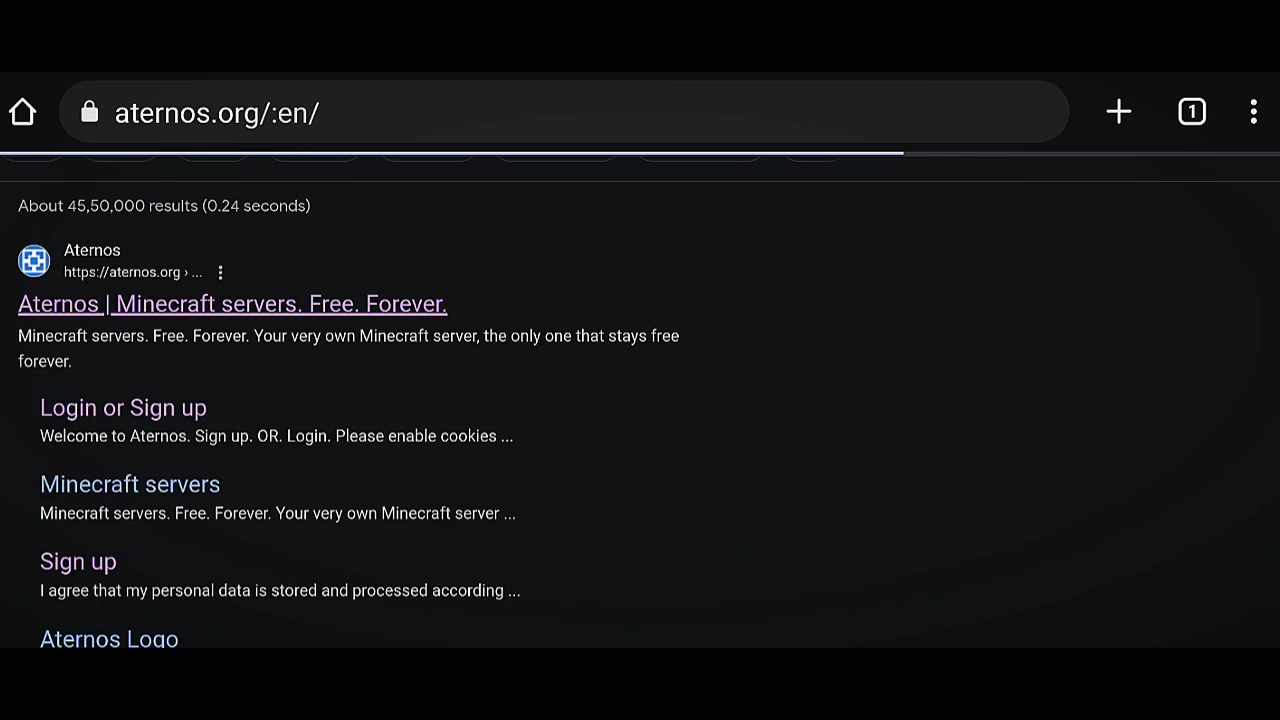 aternos.org/:en/
1
About 45,50,000 results (0.24 seconds)
Aternos
https://aternos.org › ...
Aternos | Minecraft servers. Free. Forever.
Minecraft servers. Free. Forever. Your very own Minecraft server, the only one that stays free
forever.
Login or Sign up
Welcome to Aternos. Sign up. OR. Login. Please enable cookies ...
Minecraft servers
Minecraft servers. Free. Forever. Your very own Minecraft server ...
Sign up
I agree that my personal data is stored and processed according ...
Aternos Logo